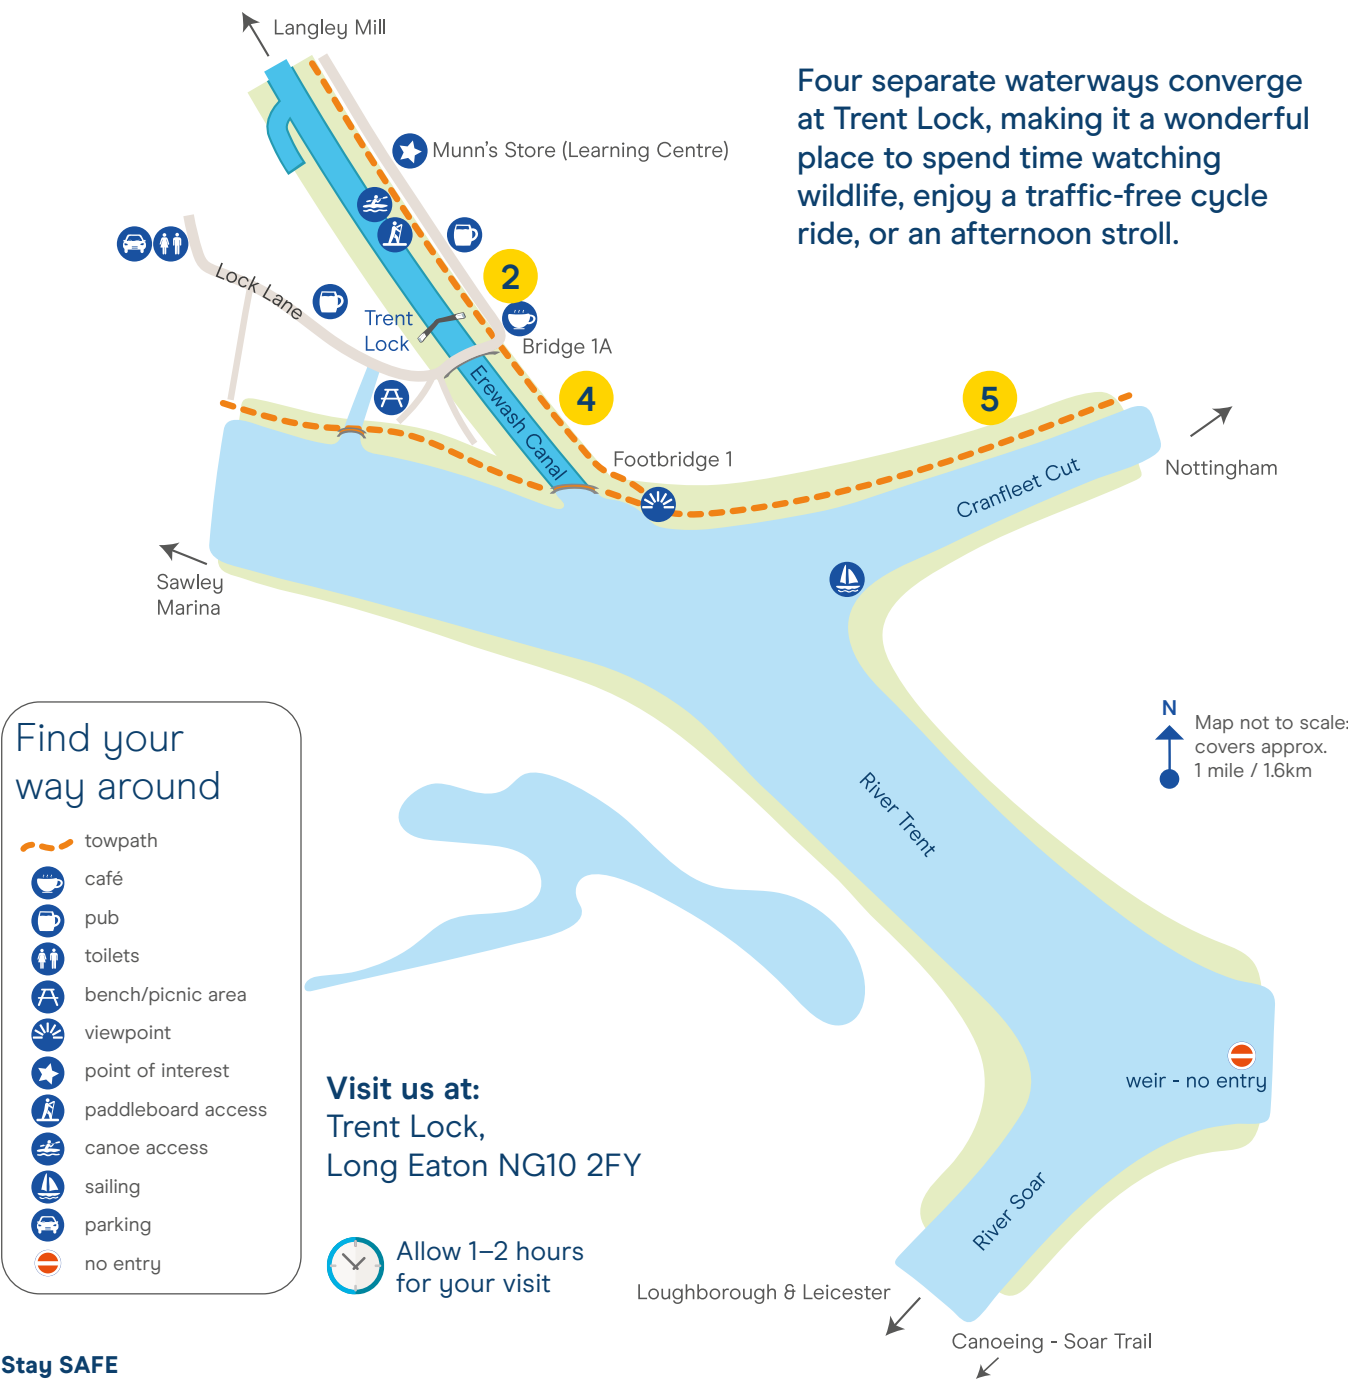 Langley Mill
Four separate waterways converge
at Trent Lock, making it a wonderful
place to spend time watching
wildlife, enjoy a traffic-free cycle
ride, or an afternoon stroll.
Munn's Store (Learning Centre)
Lock Lane
2
Trent
Lock
Bridge 1A
Erewash Canal
4
5
Footbridge 1
Cranfleet Cut
Nottingham
Sawley
Marina
N
Map not to scale:
covers approx.
1 mile / 1.6km
River Trent
weir - no entry
River Soar
Loughborough & Leicester
Canoeing - Soar Trail
Find your
way around
towpath
café
pub
toilets
bench/picnic area
viewpoint
point of interest
paddleboard access
canoe access
sailing
parking
no entry
Visit us at:
Trent Lock,
Long Eaton NG10 2FY
Allow 1–2 hours
for your visit
Stay SAFE